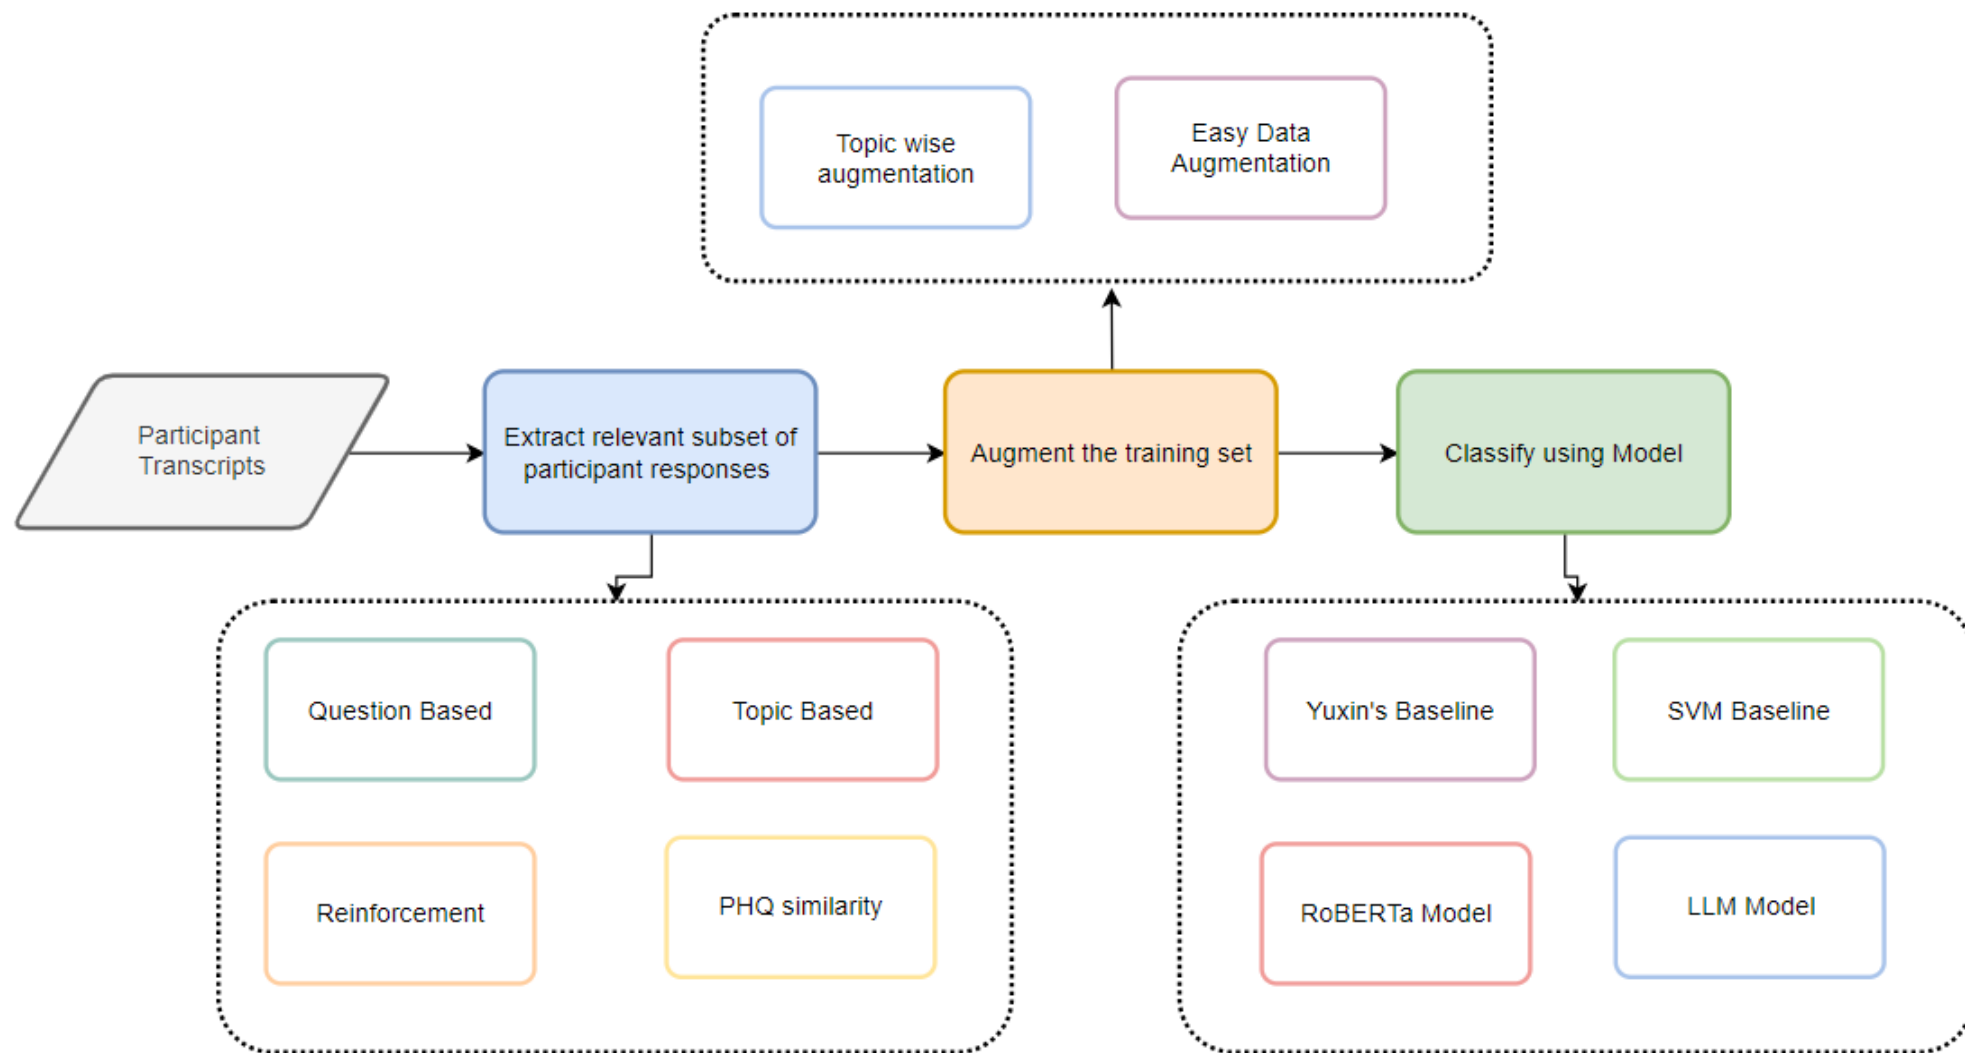 Topic wise
augmentation
Easy Data
Augmentation
Participant
Transcripts
Extract relevant subset of
participant responses
Augment the training set
Classify using Model
Question Based
Topic Based
Yuxin's Baseline
SVM Baseline
Reinforcement
PHQ similarity
RoBERTa Model
LLM Model